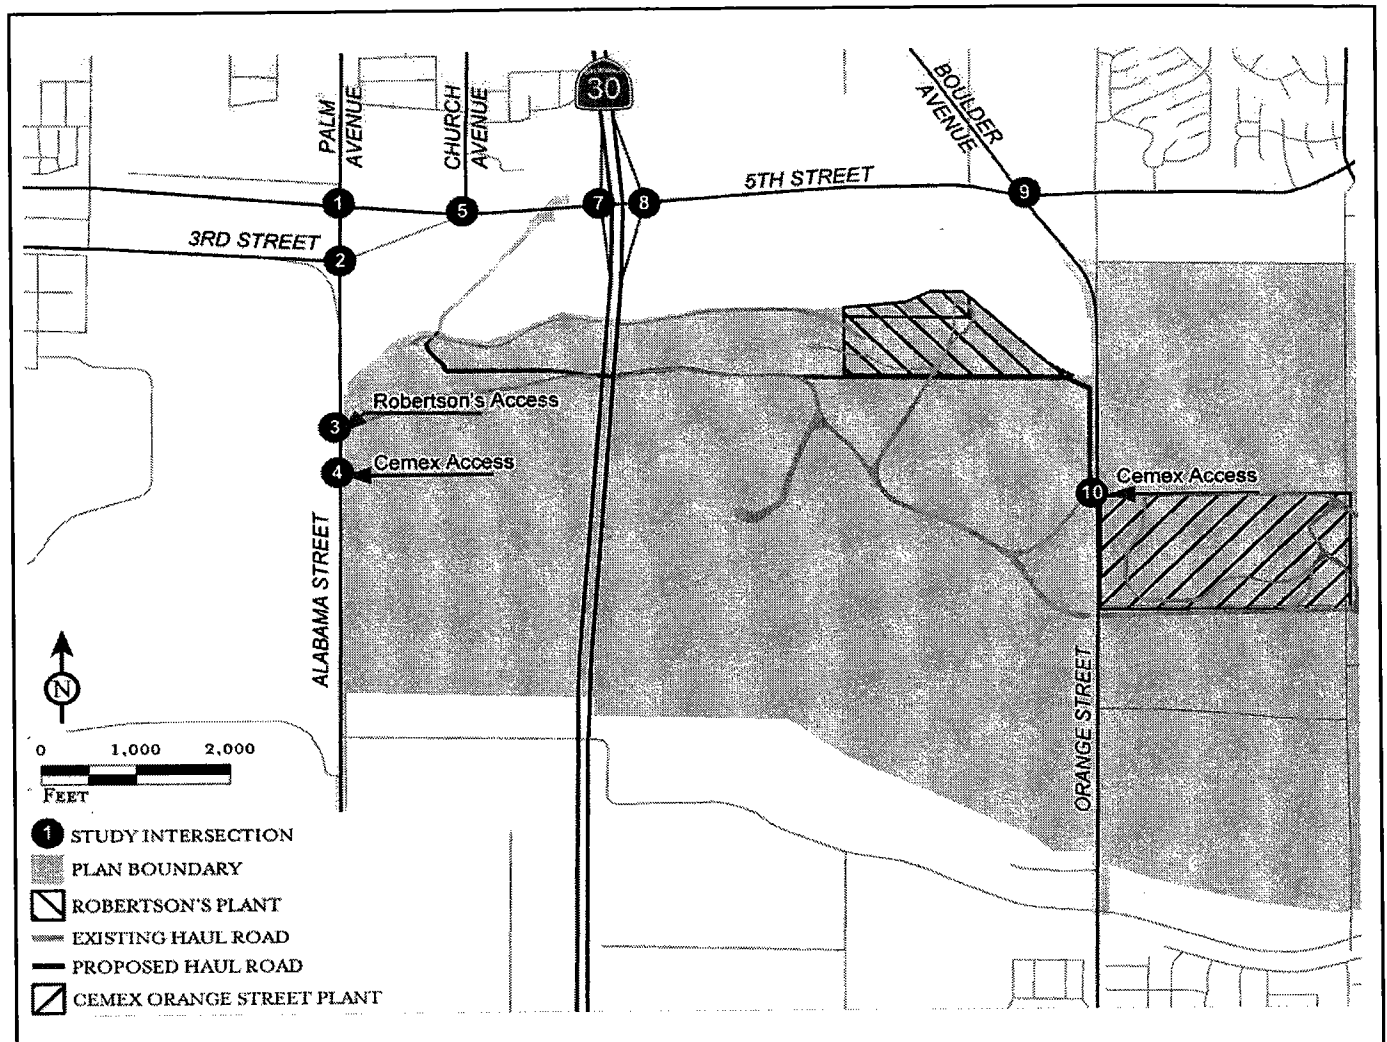 30
PALM
AVENUE
CHURCH
AVENUE
BOULDER
AVENUE
5TH STREET
1
5
7
8
9
3RD STREET
2
Robertson's Access
3
Cemex Access
4
Cemex Access
10
ALABAMA STREET
ORANGE STREET
N
0 1,000 2,000
FEET
1 STUDY INTERSECTION
PLAN BOUNDARY
ROBERTSON'S PLANT
EXISTING HAUL ROAD
PROPOSED HAUL ROAD
CEMEX ORANGE STREET PLANT